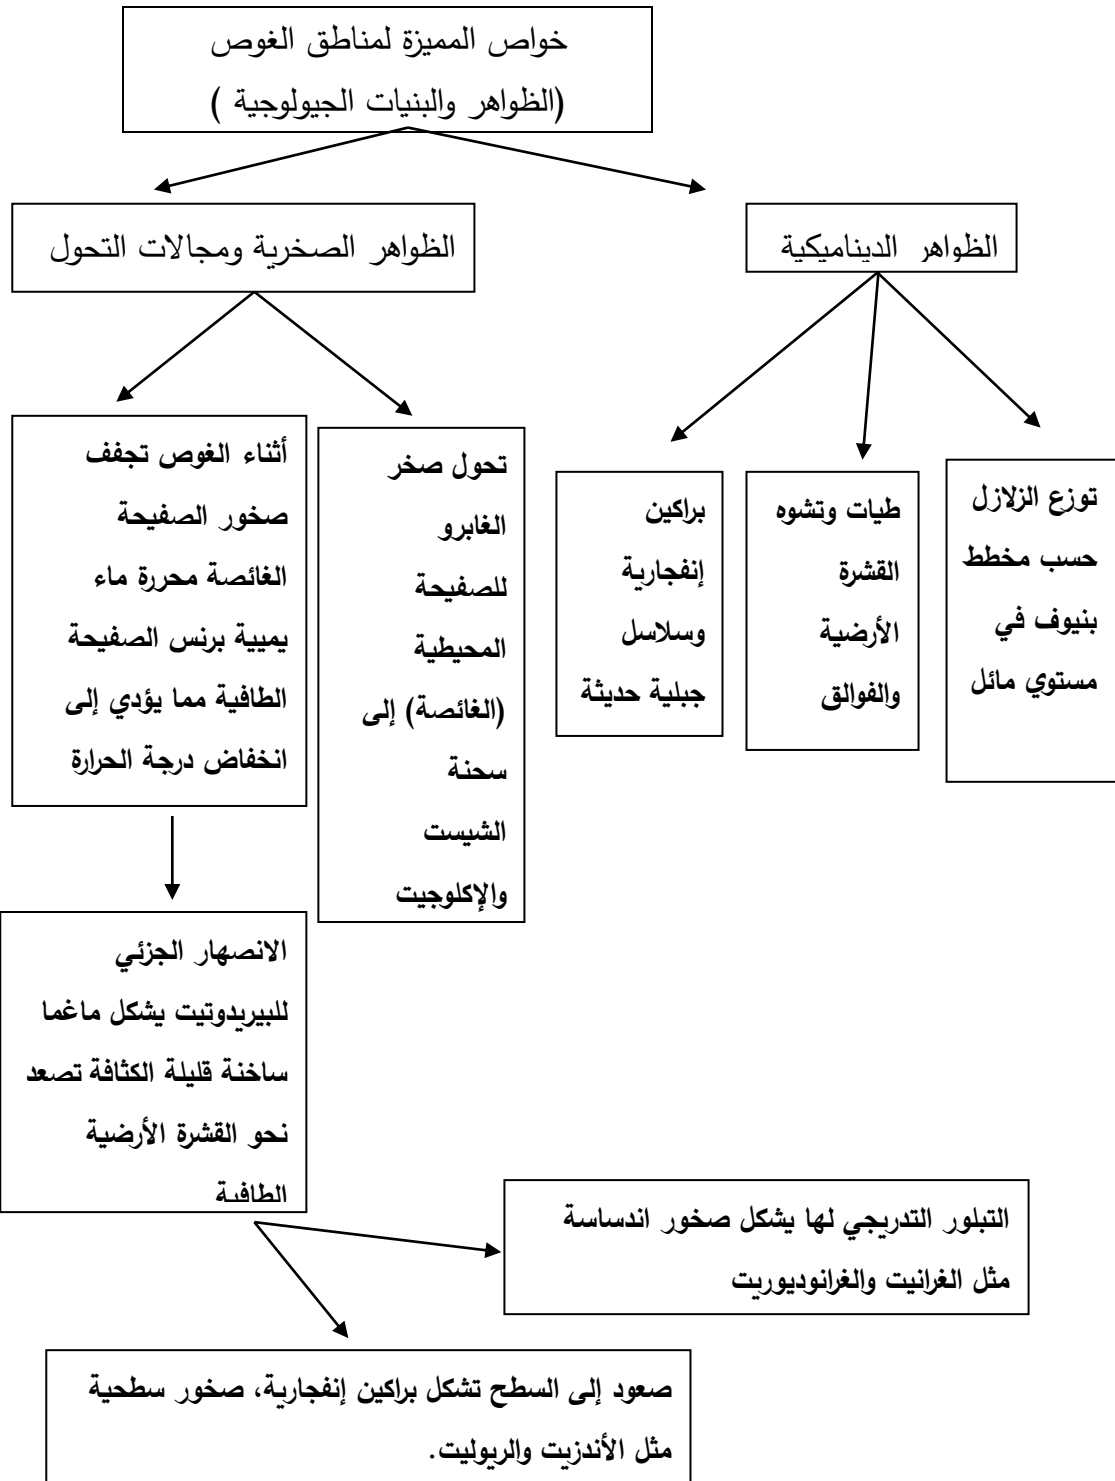 خواص المميزة لمناطق الغوص
(الظواهر والبنيات الجيولوجية )
الظواهر الديناميكية
الظواهر الصخرية ومجالات التحول
توزع الزلازل
حسب مخطط
بنيوف في
مستوي مائل
طيات وتشوه
القشرة
الأرضية
والفوالق
براكين
إنفجارية
وسلاسل
جبلية حديثة
تحول صخر
الغابرو
للصفيحة
المحيطية
(الغائصة) إلى
سحنة
الشيست
والإكلوجيت
أثناء الغوص تجفف
صخور الصفيحة
الغائصة محررة ماء
يميية برنس الصفيحة
الطافية مما يؤدي إلى
انخفاض درجة الحرارة
الانصهار الجزئي
للبيريدوتيت يشكل ماغما
ساخنة قليلة الكثافة تصعد
نحو القشرة الأرضية
الطافية
التبلور التدريجي لها يشكل صخور اندساسة
مثل الغرانيت والغرانوديوريت
صعود إلى السطح تشكل براكين إنفجارية، صخور سطحية
مثل الأندزيت والريوليت.